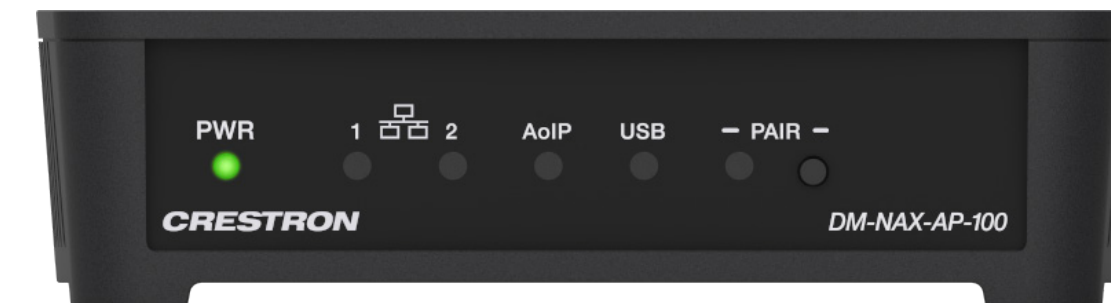 PWR 1 2 AoIP USB – PAIR –
CRESTRON DM-NAX-AP-100